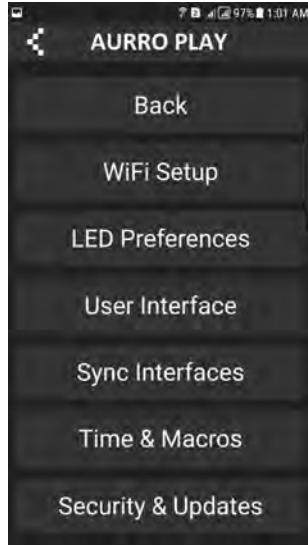 97% 1:01 AM
AURRO PLAY
Back
WiFi Setup
LED Preferences
User Interface
Sync Interfaces
Time & Macros
Security & Updates